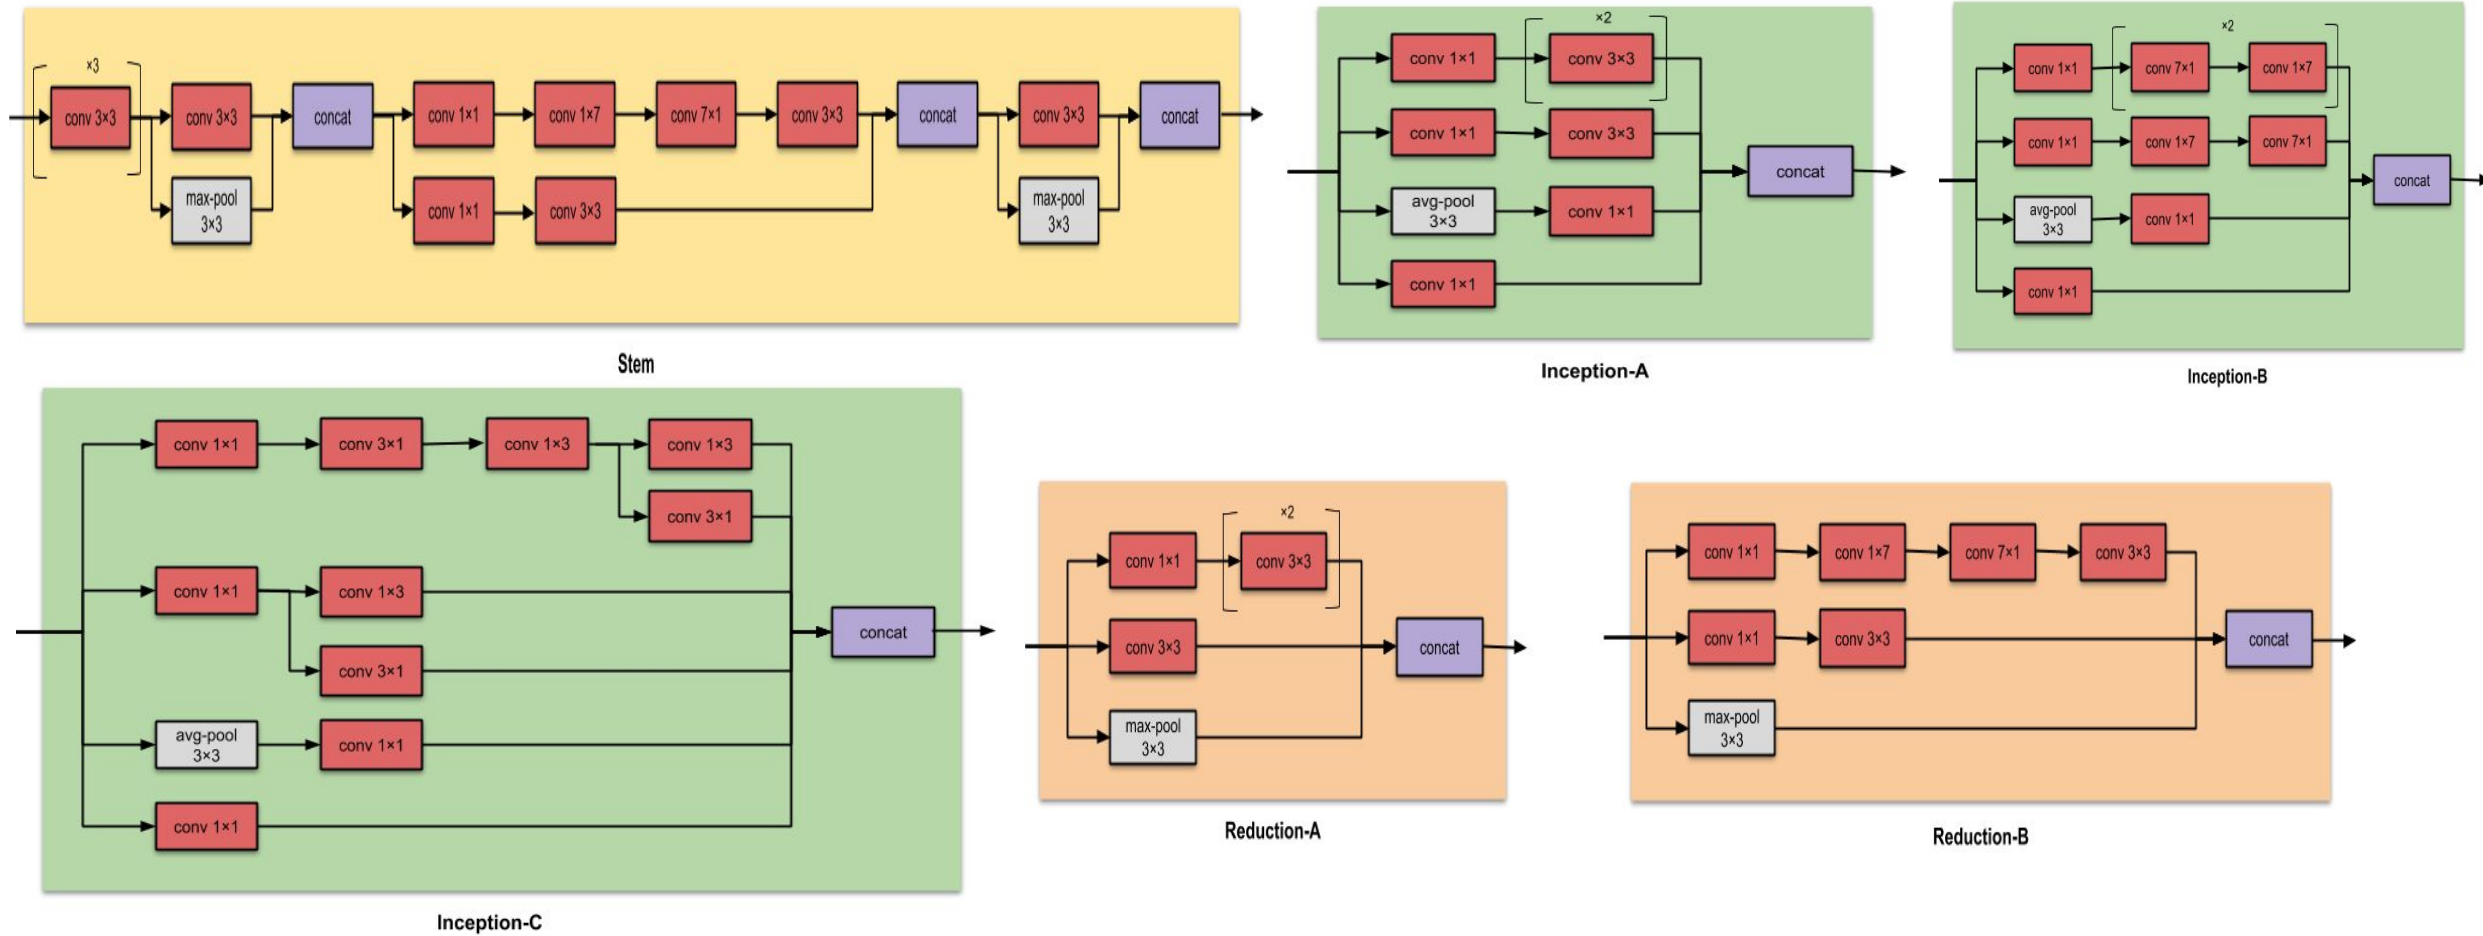 ×3
conv 3×3
conv 3×3
max-pool
3×3
concat
conv 1×1
conv 1×7
conv 7×1
conv 3×3
conv 1×1
conv 3×3
concat
conv 3×3
max-pool
3×3
concat
Stem
×2
conv 1×1
conv 3×3
conv 1×1
conv 3×3
avg-pool
3×3
conv 1×1
conv 1×1
concat
Inception-A
×2
conv 1×1
conv 7×1
conv 1×7
conv 1×1
conv 1×7
conv 7×1
avg-pool
3×3
conv 1×1
conv 1×1
concat
Inception-B
conv 1×1
conv 3×1
conv 1×3
conv 1×3
conv 3×1
conv 1×1
conv 1×3
conv 3×1
avg-pool
3×3
conv 1×1
conv 1×1
concat
Inception-C
×2
conv 1×1
conv 3×3
conv 3×3
max-pool
3×3
concat
Reduction-A
conv 1×1
conv 1×7
conv 7×1
conv 3×3
conv 1×1
conv 3×3
max-pool
3×3
concat
Reduction-B